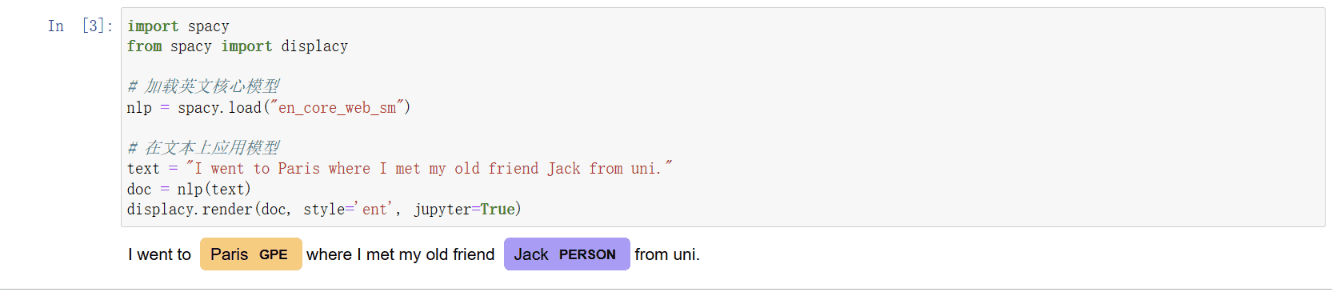 In [3]: import spacy
from spacy import displacy
# 加载英文核心模型
nlp = spacy.load("en_core_web_sm")
# 在文本上应用模型
text = "I went to Paris where I met my old friend Jack from uni."
doc = nlp(text)
displacy.render(doc, style='ent', jupyter=True)
I went to Paris GPE where I met my old friend Jack PERSON from uni.